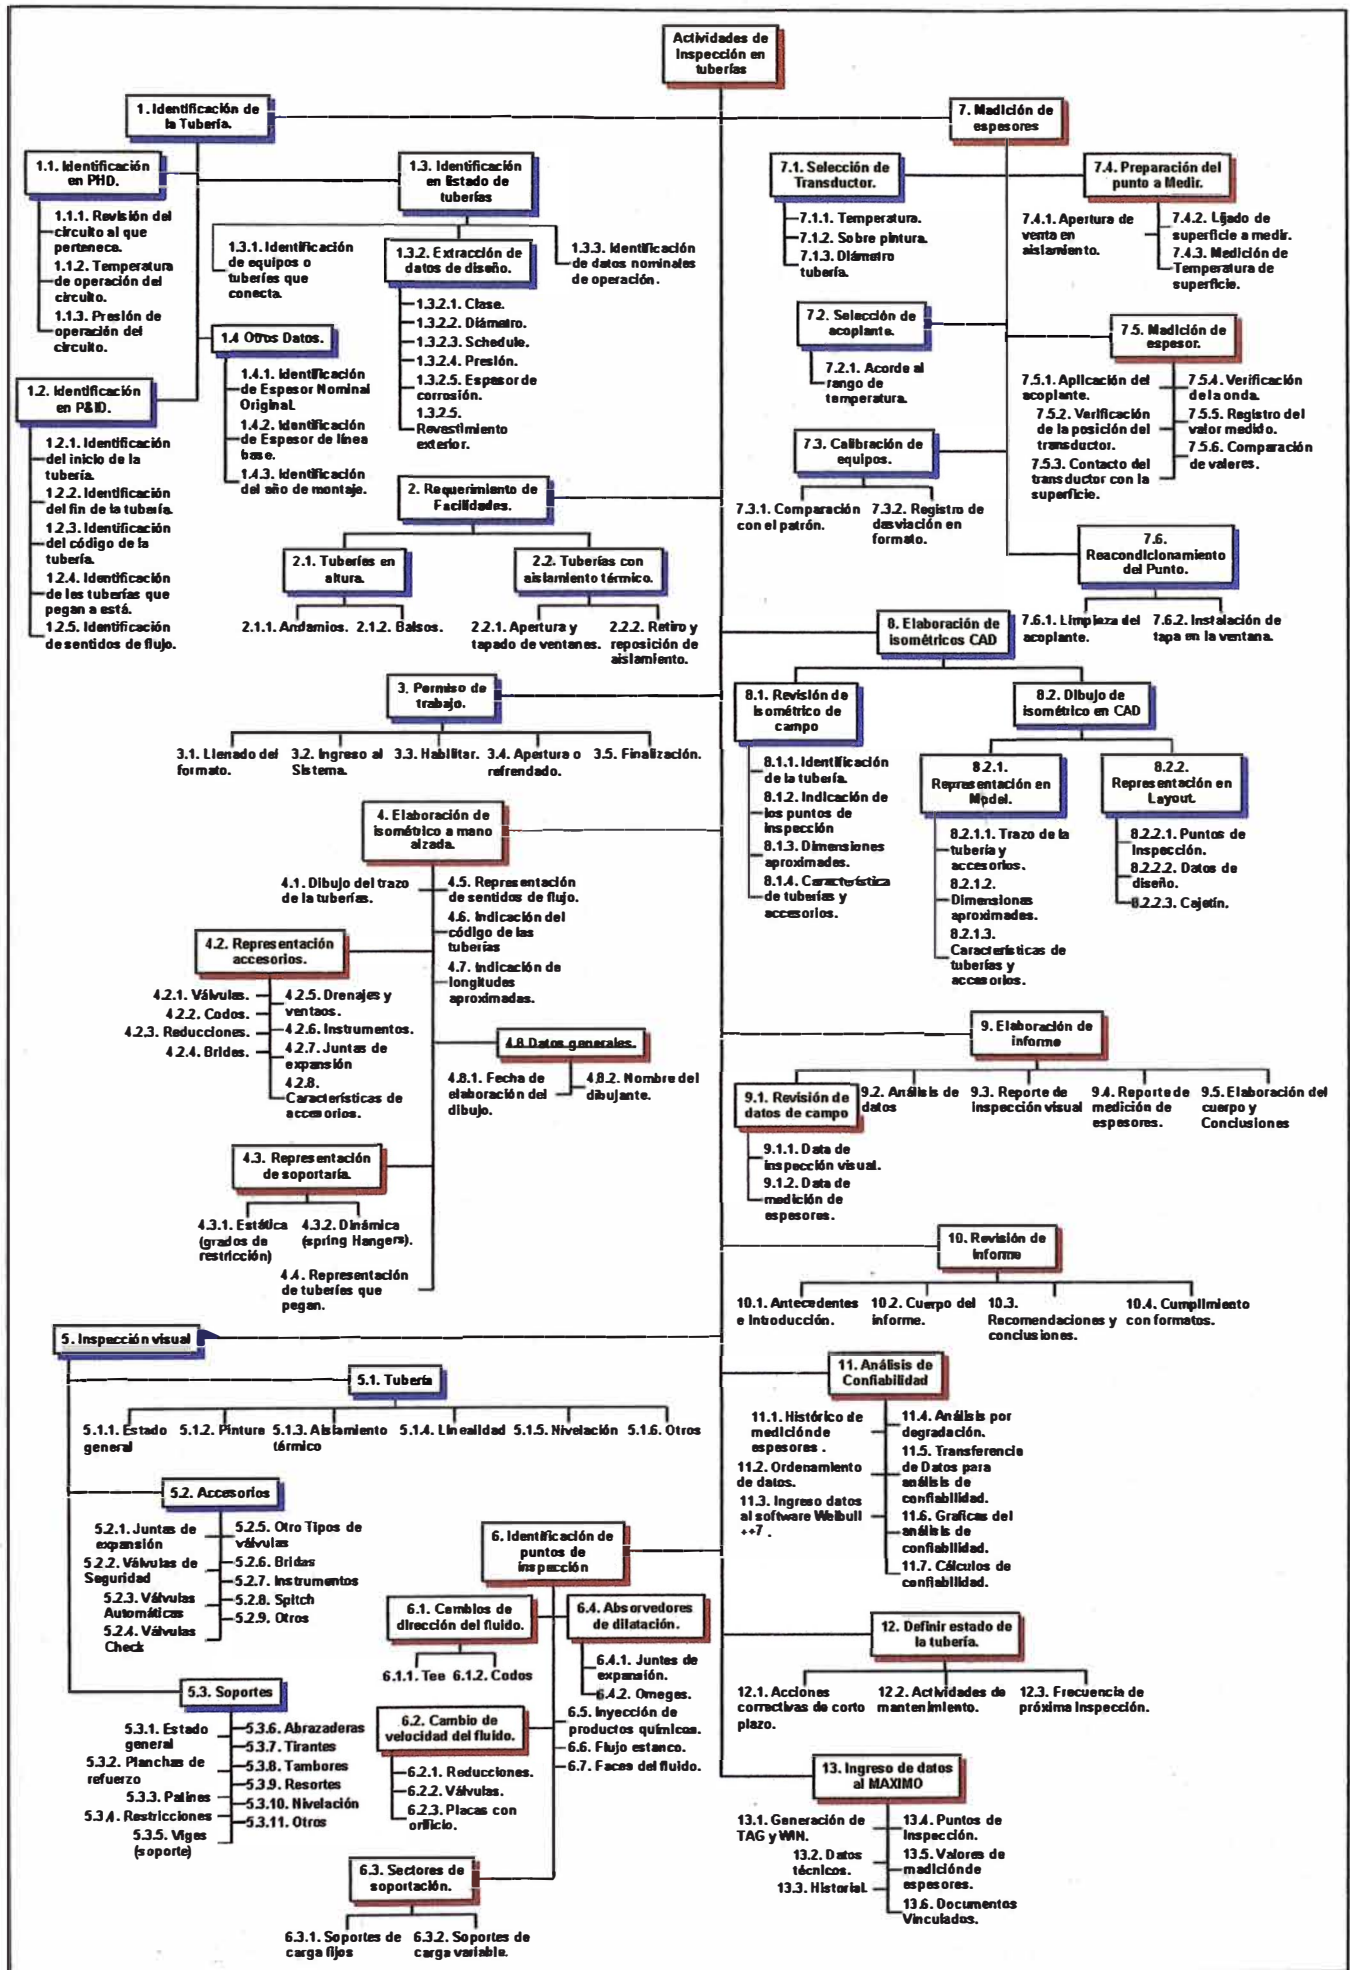 Actividades de
Inspección en
tuberías
1. Identificación de
la Tubería.
1.1. Identificación
en PHD.
1.1.1. Revisión del
circuito al que
pertenece.
1.1.2. Temperatura
de operación del
circuito.
1.1.3. Presión de
operación del
circuito.
1.2. Identificación
en P&ID.
1.2.1. Identificación
del inicio de la
tubería.
1.2.2. Identificación
del fin de la tubería.
1.2.3. Identificación
del código de la
tubería.
1.2.4. Identificación
de les tuberías que
pegan a está.
1.2.5. Identificación
de sentidos de flujo.
1.3. Identificación
en listado de
tuberías
1.3.1. Identificación
de equipos o
tuberías que
conecta.
1.3.2. Extracción de
datos de diseño.
1.3.2.1. Clase.
1.3.2.2. Diámetro.
1.3.2.3. Schedule.
1.3.2.4. Presión.
1.3.2.5. Espesor de
corrosión.
1.3.2.5.
Revestimiento
exterior.
1.3.3. Identificación
de datos nominales
de operación.
1.4 Otros Datos.
1.4.1. Identificación
de Espesor Nominal
Original.
1.4.2. Identificación
de Espesor de línea
base.
1.4.3. Identificación
del año de montaje.
2. Requerimiento de
Facilidades.
2.1. Tuberíes en
altura.
2.1.1. Andamios.
2.1.2. Balsos.
2.2. Tuberías con
aislamiento térmico.
2.2.1. Apertura y
tapado de ventanes.
2.2.2. Retiro y
reposición de
aislamiento.
3. Permiso de
trabajo.
3.1. Llenado del
formato.
3.2. Ingreso al
Sistema.
3.3. Habilitar.
3.4. Apertura o
refrendado.
3.5. Finalización.
4. Elaboración de
isométrico a mano
alzada.
4.1. Dibujo del trazo
de la tuberías.
4.2. Representación
accesorios.
4.2.1. Válvulas.
4.2.2. Codos.
4.2.3. Reducciones.
4.2.4. Brides.
4.2.5. Drenajes y
ventaos.
4.2.6. Instrumentos.
4.2.7. Juntas de
expansión
4.2.8.
Características de
accesorios.
4.3. Representación
de soportaría.
4.3.1. Estática
(grados de
restricción)
4.3.2. Dinámica
(spring Hangers).
4.4. Representación
de tuberíes que
pegan.
4.5. Representación
de sentidos de flujo.
4.6. Indicación del
código de las
tuberías
4.7. Indicación de
longitudes
aproximadas.
4.8 Datos generales.
4.8.1. Fecha de
elaboración del
dibujo.
4.8.2. Nombre del
dibujante.
5. Inspección visual
5.1. Tubería
5.1.1. Estado
general
5.1.2. Pinture
5.1.3. Aislamiento
térmico
5.1.4. Linealidad
5.1.5. Nivelación
5.1.6. Otros
5.2. Accesorios
5.2.1. Juntas de
expansión
5.2.2. Válvulas de
Seguridad
5.2.3. Válvulas
Automáticas
5.2.4. Válvulas
Check
5.2.5. Otro Tipos de
válvulas
5.2.6. Bridas
5.2.7. Instrumentos
5.2.8. Spitch
5.2.9. Otros
5.3. Soportes
5.3.1. Estado
general
5.3.2. Planchas de
refuerzo
5.3.3. Patines
5.3.4. Restricciones
5.3.5. Viges
(soporte)
5.3.6. Abrazaderas
5.3.7. Tirantes
5.3.8. Tambores
5.3.9. Resortes
5.3.10. Nivelación
5.3.11. Otros
6. Identificación de
puntos de
inspección
6.1. Cambios de
dirección del fluido.
6.1.1. Tee
6.1.2. Codos
6.2. Cambio de
velocidad del fluido.
6.2.1. Reducciones.
6.2.2. Válvulas.
6.2.3. Placas con
orificio.
6.3. Sectores de
soportación.
6.3.1. Soportes de
carga fijos
6.3.2. Soportes de
carga variable.
6.4. Absorvedores
de dilatación.
6.4.1. Juntes de
expansión.
6.4.2. Omeges.
6.5. Inyección de
productos químicos.
6.6. Flujo estanco.
6.7. Faces del fluido.
7. Madición de
espesores
7.1. Selección de
Transductor.
7.1.1. Temperatura.
7.1.2. Sobre pintura.
7.1.3. Diámetro
tubería.
7.2. Selección de
acoplante.
7.2.1. Acorde al
rango de
temperatura.
7.3. Calibración de
equipos.
7.3.1. Comparación
con el patrón.
7.3.2. Registro de
dasviación en
formato.
7.4. Preparación del
punto a Medir.
7.4.1. Apertura de
venta en
aislamiento.
7.4.2. Lijado de
superficie a medir.
7.4.3. Medición de
Temperatura de
superficie.
7.5. Madición de
espesor.
7.5.1. Aplicación del
acoplante.
7.5.2. Verificación
de la posición del
transductor.
7.5.3. Contacto del
transductor con la
superficie.
7.5.4. Verificación
de la onda.
7.5.5. Registro del
valor medido.
7.5.6. Comparación
de valeres.
7.6.
Reacondicionamiento
del Punto.
7.6.1. Limpieza del
acoplante.
7.6.2. Instalación de
tapa en la ventana.
8. Elaboración de
isométricos CAD
8.1. Revisión de
isométrico de
campo
8.1.1. Identificación
de la tubería.
8.1.2. Indicación de
los puntos de
inspección
8.1.3. Dimensiones
aproximades.
8.1.4. Característica
de tuberías y
accesorios.
8.2. Dibujo de
isométrico en CAD
8.2.1.
Representación en
Model.
8.2.1.1. Trazo de la
tubería y
accesorios.
8.2.1.2.
Dimensionas
aproximadas.
8.2.1.3.
Características de
tuberías y
accesorios.
8.2.2.
Representación en
Layout.
8.2.2.1. Puntos de
Inspección.
8.2.2.2. Datos de
diseño.
8.2.2.3. Cajetín.
9. Elaboración de
informe
9.1. Revisión de
datos de campo
9.1.1. Data de
inspección visual.
9.1.2. Data de
medición de
espesores.
9.2. Análisis de
datos
9.3. Reporte de
Inspección visual
9.4. Reporte de
medición de
espesores.
9.5. Elaboración del
cuerpo y
Conclusiones
10. Revisión de
informe
10.1. Antecedentes
e Introducción.
10.2. Cuerpo del
informe.
10.3.
Recomendaciones y
conclusiones.
10.4. Cumplimiento
con formatos.
11. Análisis de
Confiabilidad
11.1. Histórico de
medición de
espesores .
11.2. Ordenamiento
de datos.
11.3. Ingreso datos
al software Weibull
++7 .
11.4. Análisis por
degradación.
11.5. Transferencia
de Datos para
análisis de
confiabilidad.
11.6. Graficas del
análisis de
confiabilidad.
11.7. Cálculos de
confiabilidad.
12. Definir estado de
la tubería.
12.1. Acciones
correctivas de corto
plazo.
12.2. Actividades de
mantenimiento.
12.3. Frecuencia de
próxima Inspección.
13. Ingreso de datos
al MAXIMO
13.1. Generación de
TAG y WIN.
13.2. Datos
técnicos.
13.3. Historial.
13.4. Puntos de
Inspección.
13.5. Valores de
madición de
espesores.
13.6. Documentos
Vinculados.